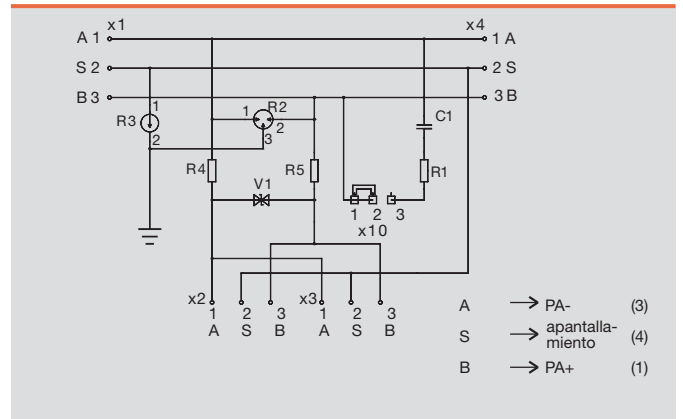 x1 x4
A 1 1 A
S 2 2 S
B 3 3 B
R3 1 2
1 R2 2 3
C1
R4 R5 R1
V1
1 2 3
x10
x2 x3
1 2 3 1 2 3
A S B A S B
A → PA- (3)
S → apantalla-
miento (4)
B → PA+ (1)